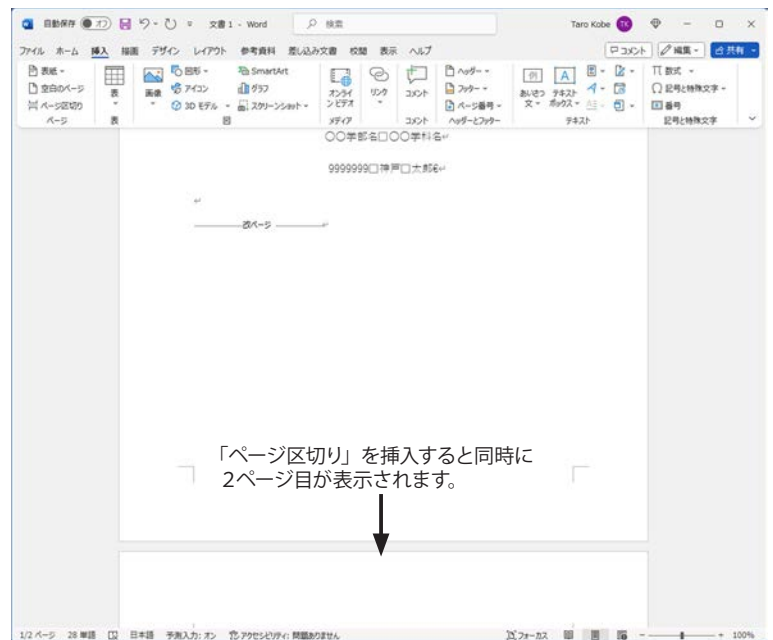 自動保存 オフ 文書 1 - Word 検索 Taro Kobe TK
ファイル ホーム 挿入 描画 デザイン レイアウト 参考資料 差し込み文書 校閲 表示 ヘルプ コメント 編集 共有
表紙 図形 SmartArt ヘッダー 数式
空白のページ アイコン グラフ フッター 記号と特殊文字
ページ区切り 表 画像 3D モデル スクリーンショット オンラインビデオ リンク コメント ページ番号 あいさつ文 テキストボックス 番号
ページ 表 図 メディア コメント ヘッダーとフッター テキスト 記号と特殊文字
〇〇学部名□〇〇学科名
9999999□神戸□太郎
改ページ
「ページ区切り」を挿入すると同時に
2ページ目が表示されます。
1/2 ページ 28 単語 日本語 予測入力: オン アクセシビリティ: 問題ありません フォーカス 100%